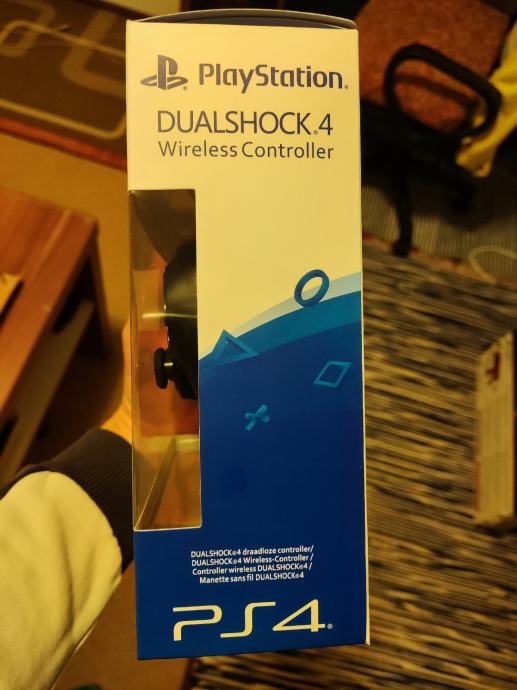 PlayStation®
DUALSHOCK®4
Wireless Controller
DUALSHOCK®4 draadloze controller/
DUALSHOCK®4 Wireless-Controller /
Controller wireless DUALSHOCK®4 /
Manette sans fil DUALSHOCK®4
PS4®